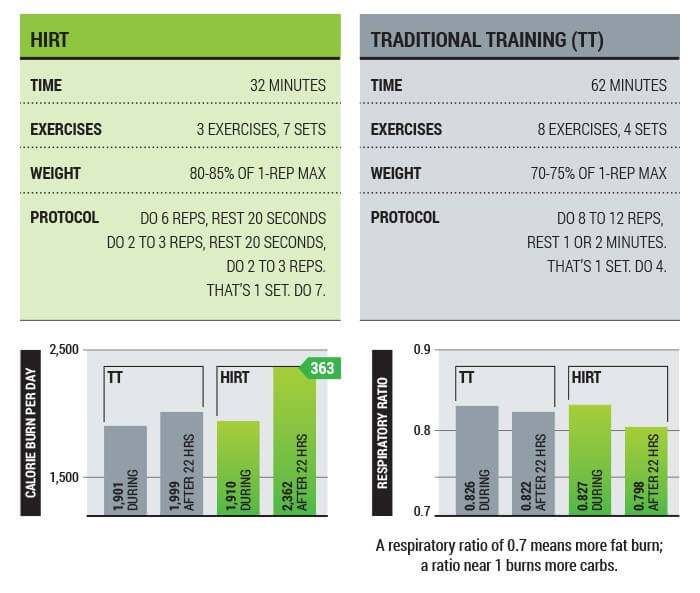 HIRT
TIME 32 MINUTES
EXERCISES 3 EXERCISES, 7 SETS
WEIGHT 80-85% OF 1-REP MAX
PROTOCOL DO 6 REPS, REST 20 SECONDS
DO 2 TO 3 REPS, REST 20 SECONDS,
DO 2 TO 3 REPS.
THAT'S 1 SET. DO 7.
TRADITIONAL TRAINING (TT)
TIME 62 MINUTES
EXERCISES 8 EXERCISES, 4 SETS
WEIGHT 70-75% OF 1-REP MAX
PROTOCOL DO 8 TO 12 REPS,
REST 1 OR 2 MINUTES.
THAT'S 1 SET. DO 4.
CALORIE BURN PER DAY
2,500
1,500
TT
HIRT
363
1,901
DURING
1,999
AFTER 22 HRS
1,910
DURING
2,362
AFTER 22 HRS
RESPIRATORY RATIO
0.9
0.8
0.7
TT
HIRT
0.826
DURING
0.822
AFTER 22 HRS
0.827
DURING
0.798
AFTER 22 HRS
A respiratory ratio of 0.7 means more fat burn;
a ratio near 1 burns more carbs.